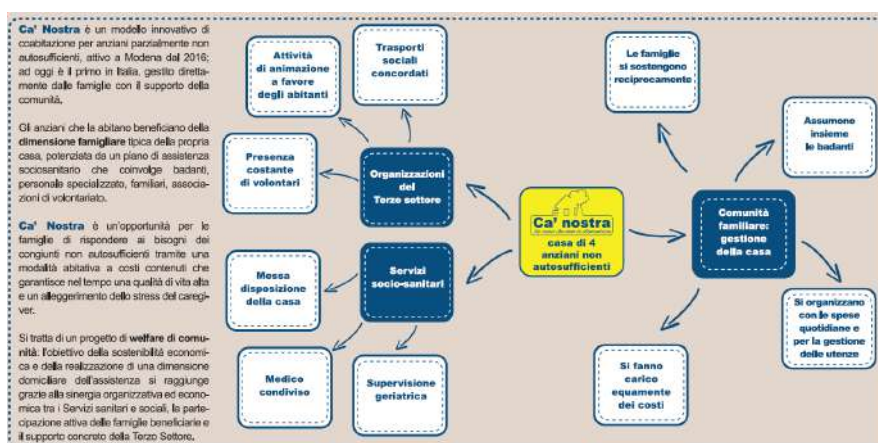 Ca' Nostra è un modello innovativo di
coabitazione per anziani parzialmente non
autosufficienti, attivo a Modena dal 2016;
ad oggi è il primo in Italia, gestito diretta-
mente dalle famiglie con il supporto della
comunità.
Gli anziani che la abitano beneficiano della
dimensione famigliare tipica della propria
casa, potenziata da un piano di assistenza
sociosanitario che coinvolge badanti,
personale specializzato, familiari, associa-
zioni di volontariato.
Ca' Nostra è un'opportunità per le
famiglie di rispondere ai bisogni dei
congiunti non autosufficienti tramite una
modalità abitativa a costi contenuti che
garantisce nel tempo una qualità di vita alta
e un alleggerimento dello stress del caregi-
ver.
Si tratta di un progetto di welfare di comu-
nità: l'obiettivo della sostenibilità economi-
ca e della realizzazione di una dimensione
domiciliare dell'assistenza si raggiunge
grazie alla sinergia organizzativa ed econo-
mica tra i Servizi sanitari e sociali, la parte-
cipazione attiva delle famiglie beneficiarie e
il supporto concreto della Terzo Settore.
Attività
di animazione
a favore
degli abitanti
Trasporti
sociali
concordati
Presenza
costante
di volontari
Organizzazioni
del
Terzo settore
Messa
disposizione
della casa
Servizi
socio-sanitari
Medico
condiviso
Supervisione
geriatrica
Ca' nostra
casa di 4
anziani non
autosufficienti
Le famiglie
si sostengono
reciprocamente
Assumono
insieme
le badanti
Comunità
familiare:
gestione
della casa
Si organizzano
con le spese
quotidiane e
per la gestione
delle utenze
Si fanno
carico
equamente
dei costi